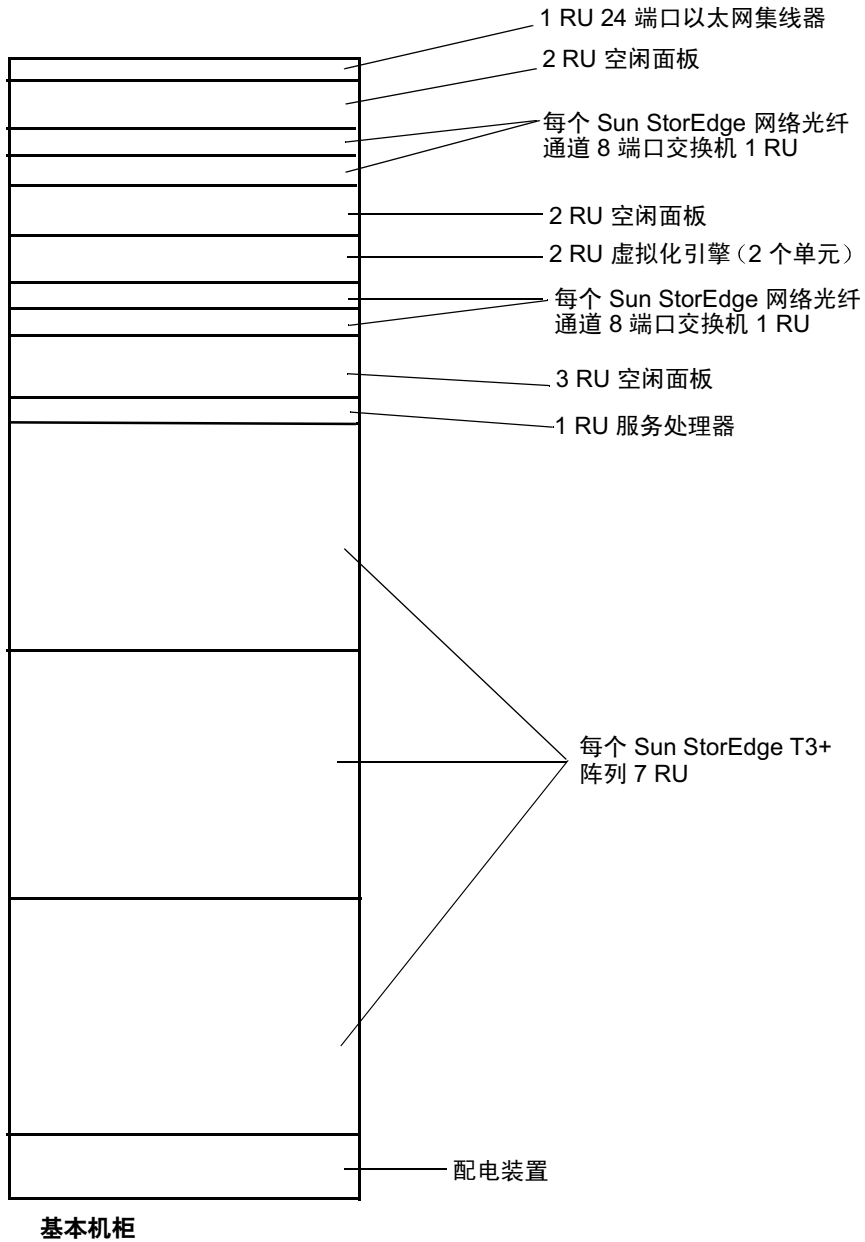 1 RU 24 端口以太网集线器
2 RU 空闲面板
每个 Sun StorEdge 网络光纤
通道 8 端口交换机 1 RU
2 RU 空闲面板
2 RU 虚拟化引擎（2 个单元）
每个 Sun StorEdge 网络光纤
通道 8 端口交换机 1 RU
3 RU 空闲面板
1 RU 服务处理器
每个 Sun StorEdge T3+
阵列 7 RU
配电装置
基本机柜